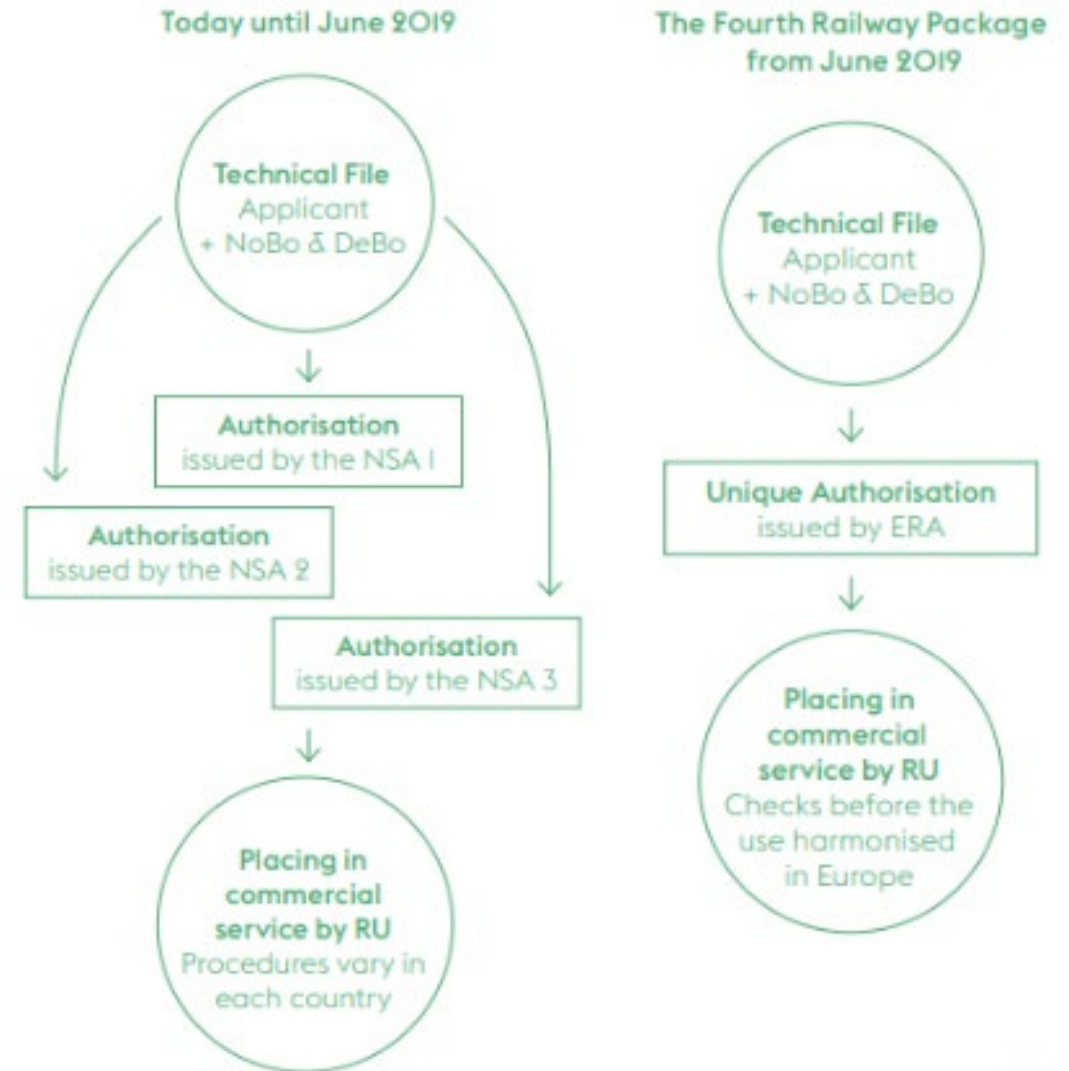 Today until June 2019
Technical File
Applicant
+ NoBo & DeBo
Authorisation
issued by the NSA 1
Authorisation
issued by the NSA 2
Authorisation
issued by the NSA 3
Placing in
commercial
service by RU
Procedures vary in
each country
The Fourth Railway Package
from June 2019
Technical File
Applicant
+ NoBo & DeBo
Unique Authorisation
issued by ERA
Placing in
commercial
service by RU
Checks before the
use harmonised
in Europe